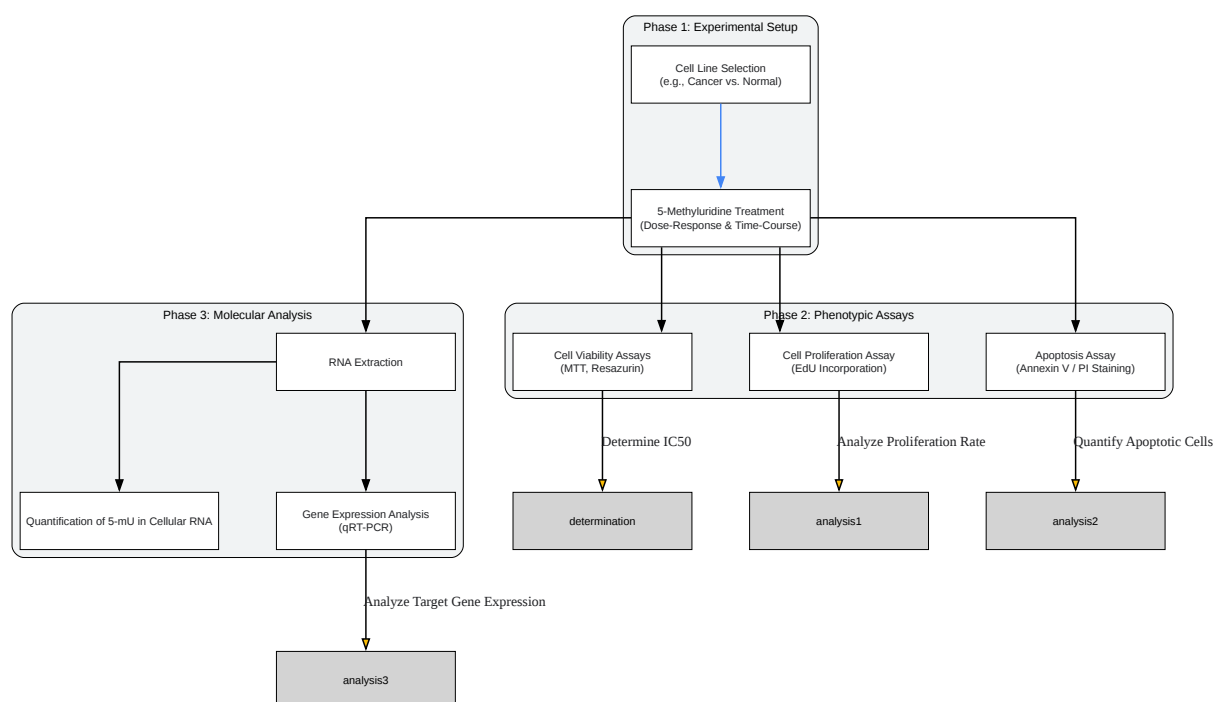 Phase 1: Experimental Setup
Cell Line Selection
(e.g., Cancer vs. Normal)
5-Methyluridine Treatment
(Dose-Response & Time-Course)
Phase 3: Molecular Analysis
RNA Extraction
Quantification of 5-mU in Cellular RNA
Gene Expression Analysis
(qRT-PCR)
Analyze Target Gene Expression
analysis3
Phase 2: Phenotypic Assays
Cell Viability Assays
(MTT, Resazurin)
Cell Proliferation Assay
(EdU Incorporation)
Apoptosis Assay
(Annexin V / PI Staining)
Determine IC50
Analyze Proliferation Rate
Quantify Apoptotic Cells
determination
analysis1
analysis2